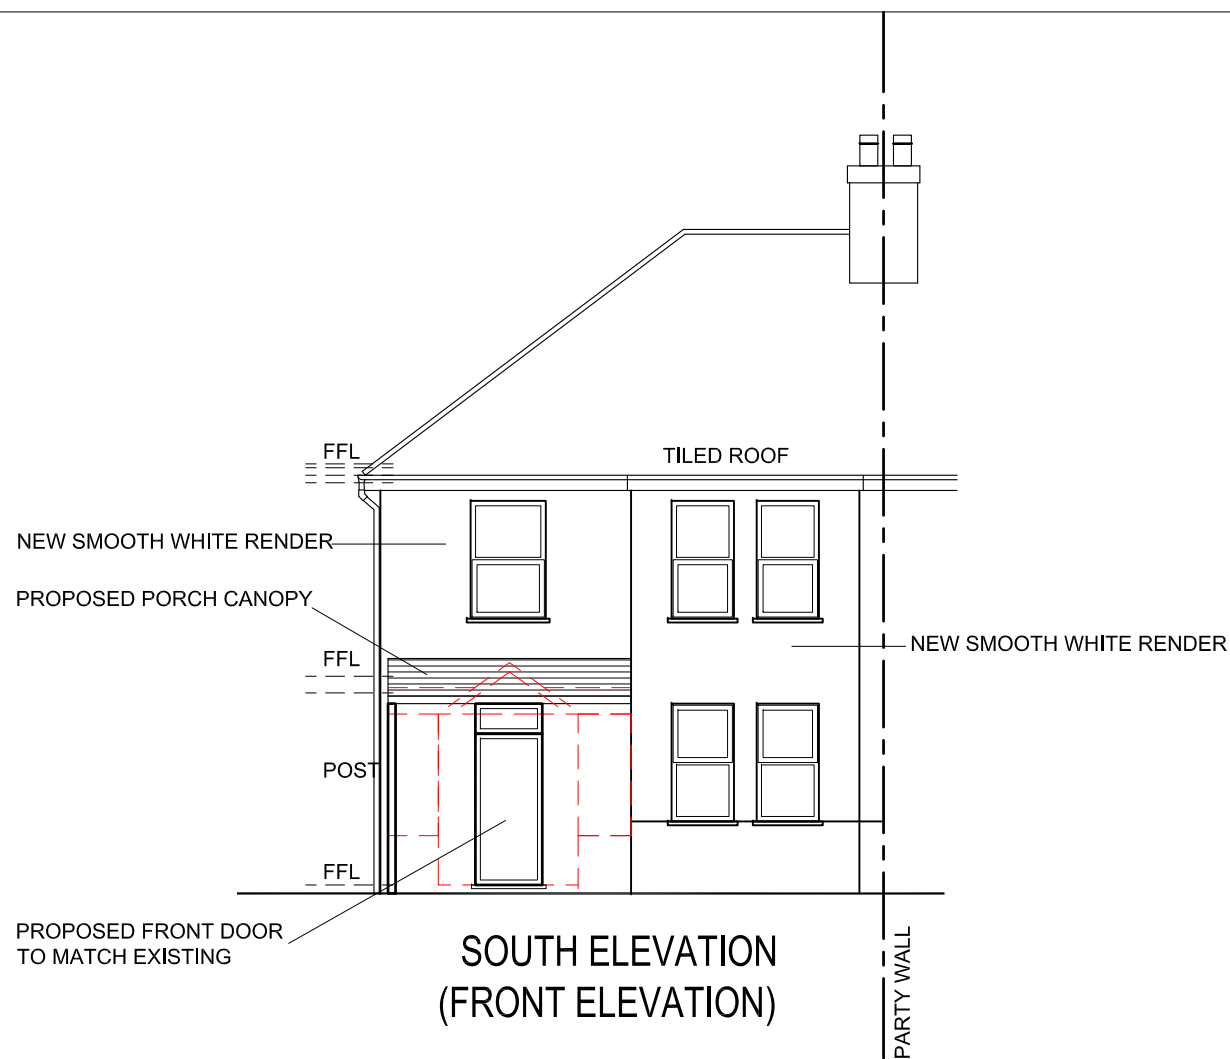 FFL
TILED ROOF
NEW SMOOTH WHITE RENDER
PROPOSED PORCH CANOPY
NEW SMOOTH WHITE RENDER
FFL
POST
FFL
PROPOSED FRONT DOOR
TO MATCH EXISTING
SOUTH ELEVATION
(FRONT ELEVATION)
PARTY WALL